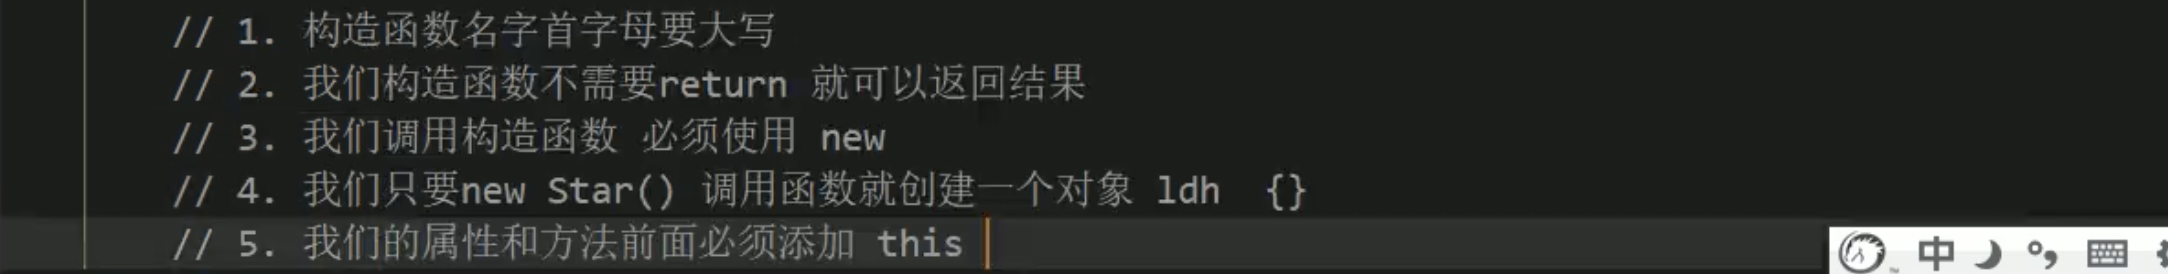 // 1. 构造函数名字首字母要大写
// 2. 我们构造函数不需要return 就可以返回结果
// 3. 我们调用构造函数 必须使用 new
// 4. 我们只要new Star() 调用函数就创建一个对象 ldh  {}
// 5. 我们的属性和方法前面必须添加 this
中